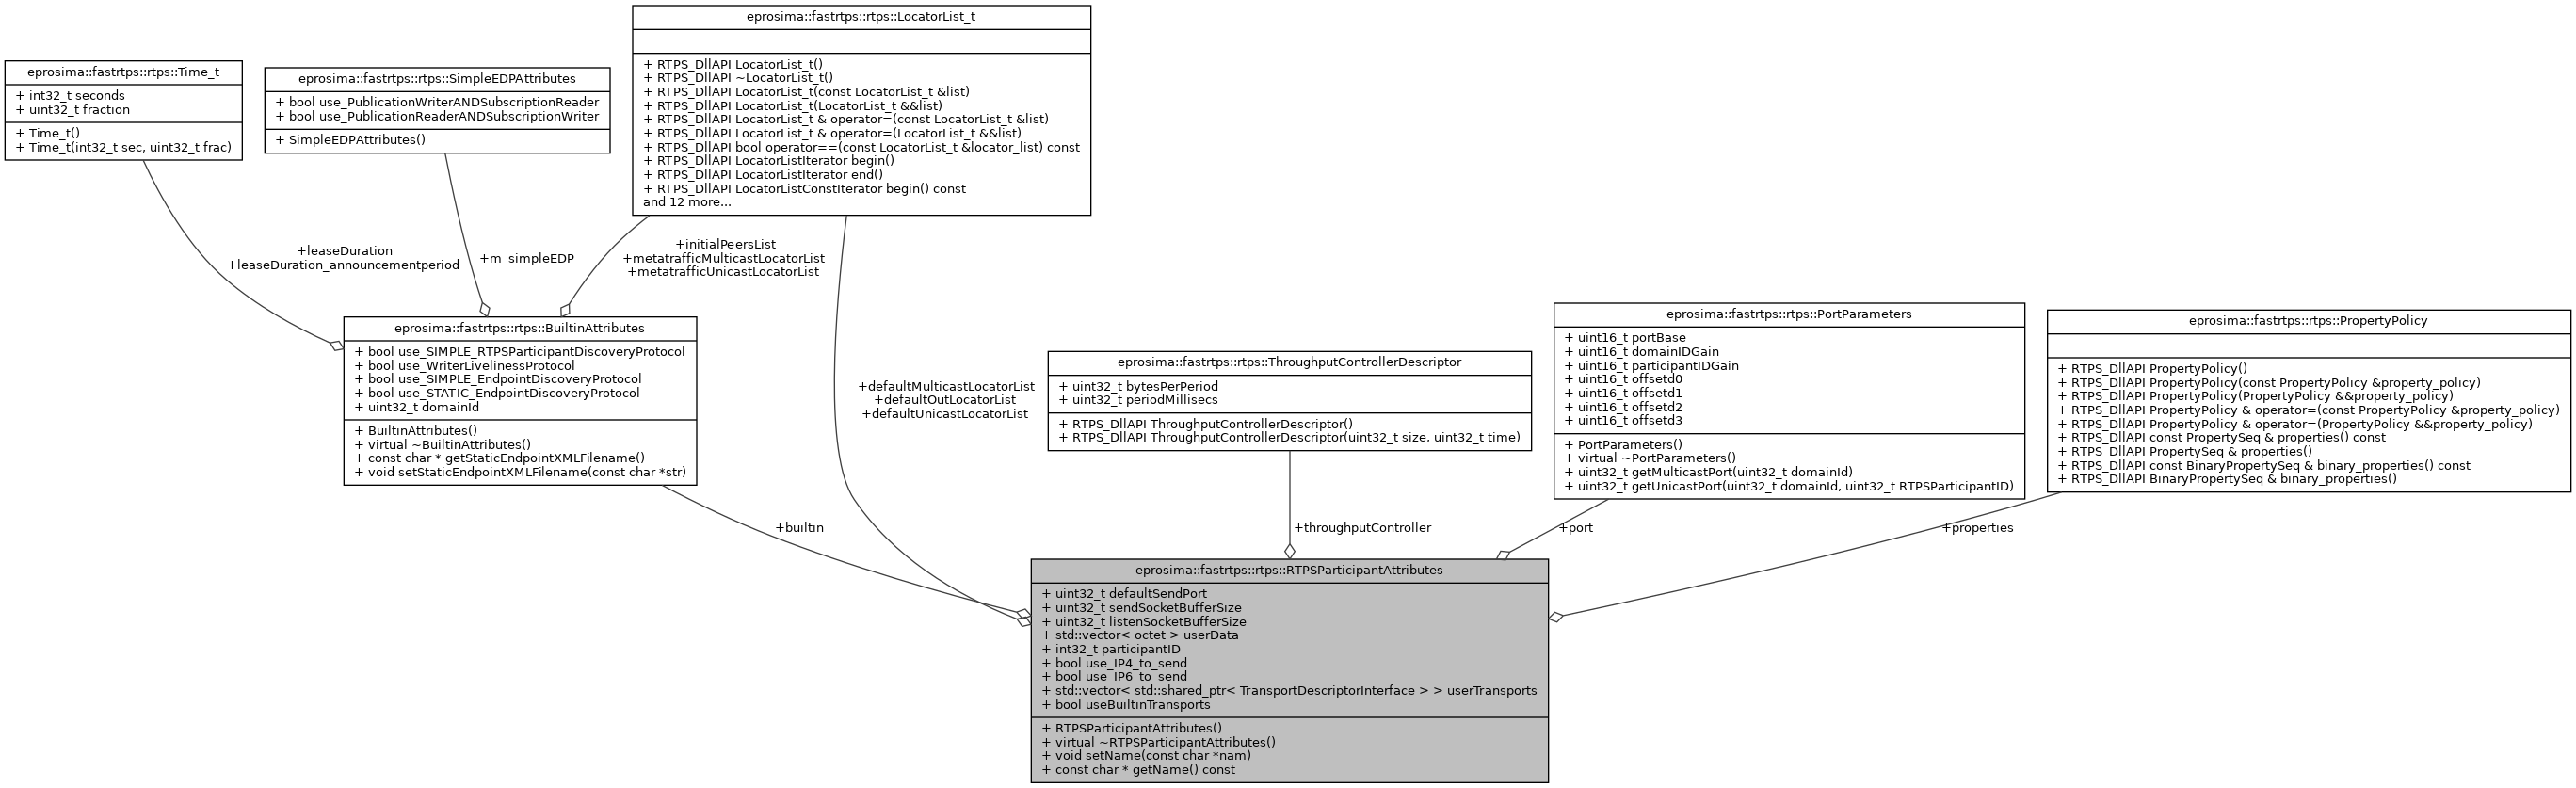 eprosima::fastrtps::rtps::Time_t
+ int32_t seconds
+ uint32_t fraction
+ Time_t()
+ Time_t(int32_t sec, uint32_t frac)
eprosima::fastrtps::rtps::SimpleEDPAttributes
+ bool use_PublicationWriterANDSubscriptionReader
+ bool use_PublicationReaderANDSubscriptionWriter
+ SimpleEDPAttributes()
eprosima::fastrtps::rtps::LocatorList_t
+ RTPS_DllAPI LocatorList_t()
+ RTPS_DllAPI ~LocatorList_t()
+ RTPS_DllAPI LocatorList_t(const LocatorList_t &list)
+ RTPS_DllAPI LocatorList_t(LocatorList_t &&list)
+ RTPS_DllAPI LocatorList_t & operator=(const LocatorList_t &list)
+ RTPS_DllAPI LocatorList_t & operator=(LocatorList_t &&list)
+ RTPS_DllAPI bool operator==(const LocatorList_t &locator_list) const
+ RTPS_DllAPI LocatorListIterator begin()
+ RTPS_DllAPI LocatorListIterator end()
+ RTPS_DllAPI LocatorListConstIterator begin() const
and 12 more...
+leaseDuration
+leaseDuration_announcementperiod
+m_simpleEDP
+initialPeersList
+metatrafficMulticastLocatorList
+metatrafficUnicastLocatorList
eprosima::fastrtps::rtps::BuiltinAttributes
+ bool use_SIMPLE_RTPSParticipantDiscoveryProtocol
+ bool use_WriterLivelinessProtocol
+ bool use_SIMPLE_EndpointDiscoveryProtocol
+ bool use_STATIC_EndpointDiscoveryProtocol
+ uint32_t domainId
+ BuiltinAttributes()
+ virtual ~BuiltinAttributes()
+ const char * getStaticEndpointXMLFilename()
+ void setStaticEndpointXMLFilename(const char *str)
+defaultMulticastLocatorList
+defaultOutLocatorList
+defaultUnicastLocatorList
eprosima::fastrtps::rtps::ThroughputControllerDescriptor
+ uint32_t bytesPerPeriod
+ uint32_t periodMillisecs
+ RTPS_DllAPI ThroughputControllerDescriptor()
+ RTPS_DllAPI ThroughputControllerDescriptor(uint32_t size, uint32_t time)
eprosima::fastrtps::rtps::PortParameters
+ uint16_t portBase
+ uint16_t domainIDGain
+ uint16_t participantIDGain
+ uint16_t offsetd0
+ uint16_t offsetd1
+ uint16_t offsetd2
+ uint16_t offsetd3
+ PortParameters()
+ virtual ~PortParameters()
+ uint32_t getMulticastPort(uint32_t domainId)
+ uint32_t getUnicastPort(uint32_t domainId, uint32_t RTPSParticipantID)
eprosima::fastrtps::rtps::PropertyPolicy
+ RTPS_DllAPI PropertyPolicy()
+ RTPS_DllAPI PropertyPolicy(const PropertyPolicy &property_policy)
+ RTPS_DllAPI PropertyPolicy(PropertyPolicy &&property_policy)
+ RTPS_DllAPI PropertyPolicy & operator=(const PropertyPolicy &property_policy)
+ RTPS_DllAPI PropertyPolicy & operator=(PropertyPolicy &&property_policy)
+ RTPS_DllAPI const PropertySeq & properties() const
+ RTPS_DllAPI PropertySeq & properties()
+ RTPS_DllAPI const BinaryPropertySeq & binary_properties() const
+ RTPS_DllAPI BinaryPropertySeq & binary_properties()
+builtin
+throughputController
+port
+properties
eprosima::fastrtps::rtps::RTPSParticipantAttributes
+ uint32_t defaultSendPort
+ uint32_t sendSocketBufferSize
+ uint32_t listenSocketBufferSize
+ std::vector< octet > userData
+ int32_t participantID
+ bool use_IP4_to_send
+ bool use_IP6_to_send
+ std::vector< std::shared_ptr< TransportDescriptorInterface > > userTransports
+ bool useBuiltinTransports
+ RTPSParticipantAttributes()
+ virtual ~RTPSParticipantAttributes()
+ void setName(const char *nam)
+ const char * getName() const